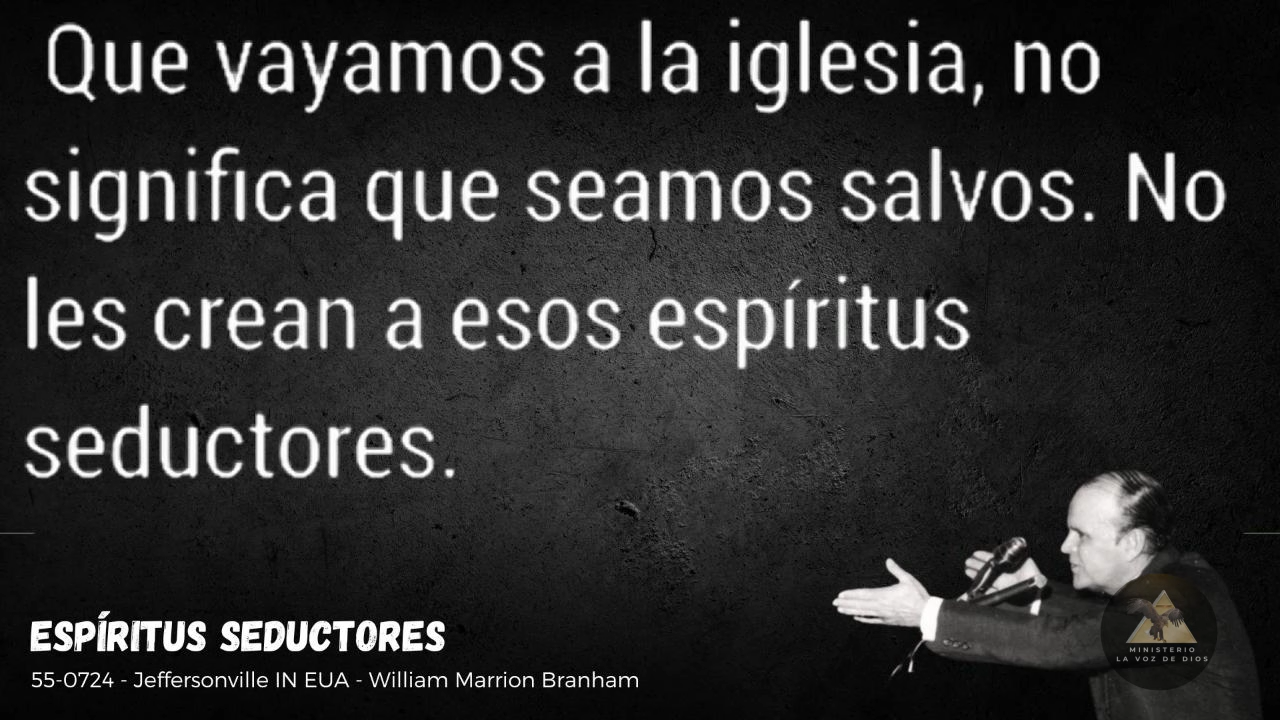 Que vayamos a la iglesia, no
significa que seamos salvos. No
les crean a esos espíritus
seductores.
ESPÍRITUS SEDUCTORES
55-0724 - Jeffersonville IN EUA - William Marrion Branham
MINISTERIO
LA VOZ DE DIOS